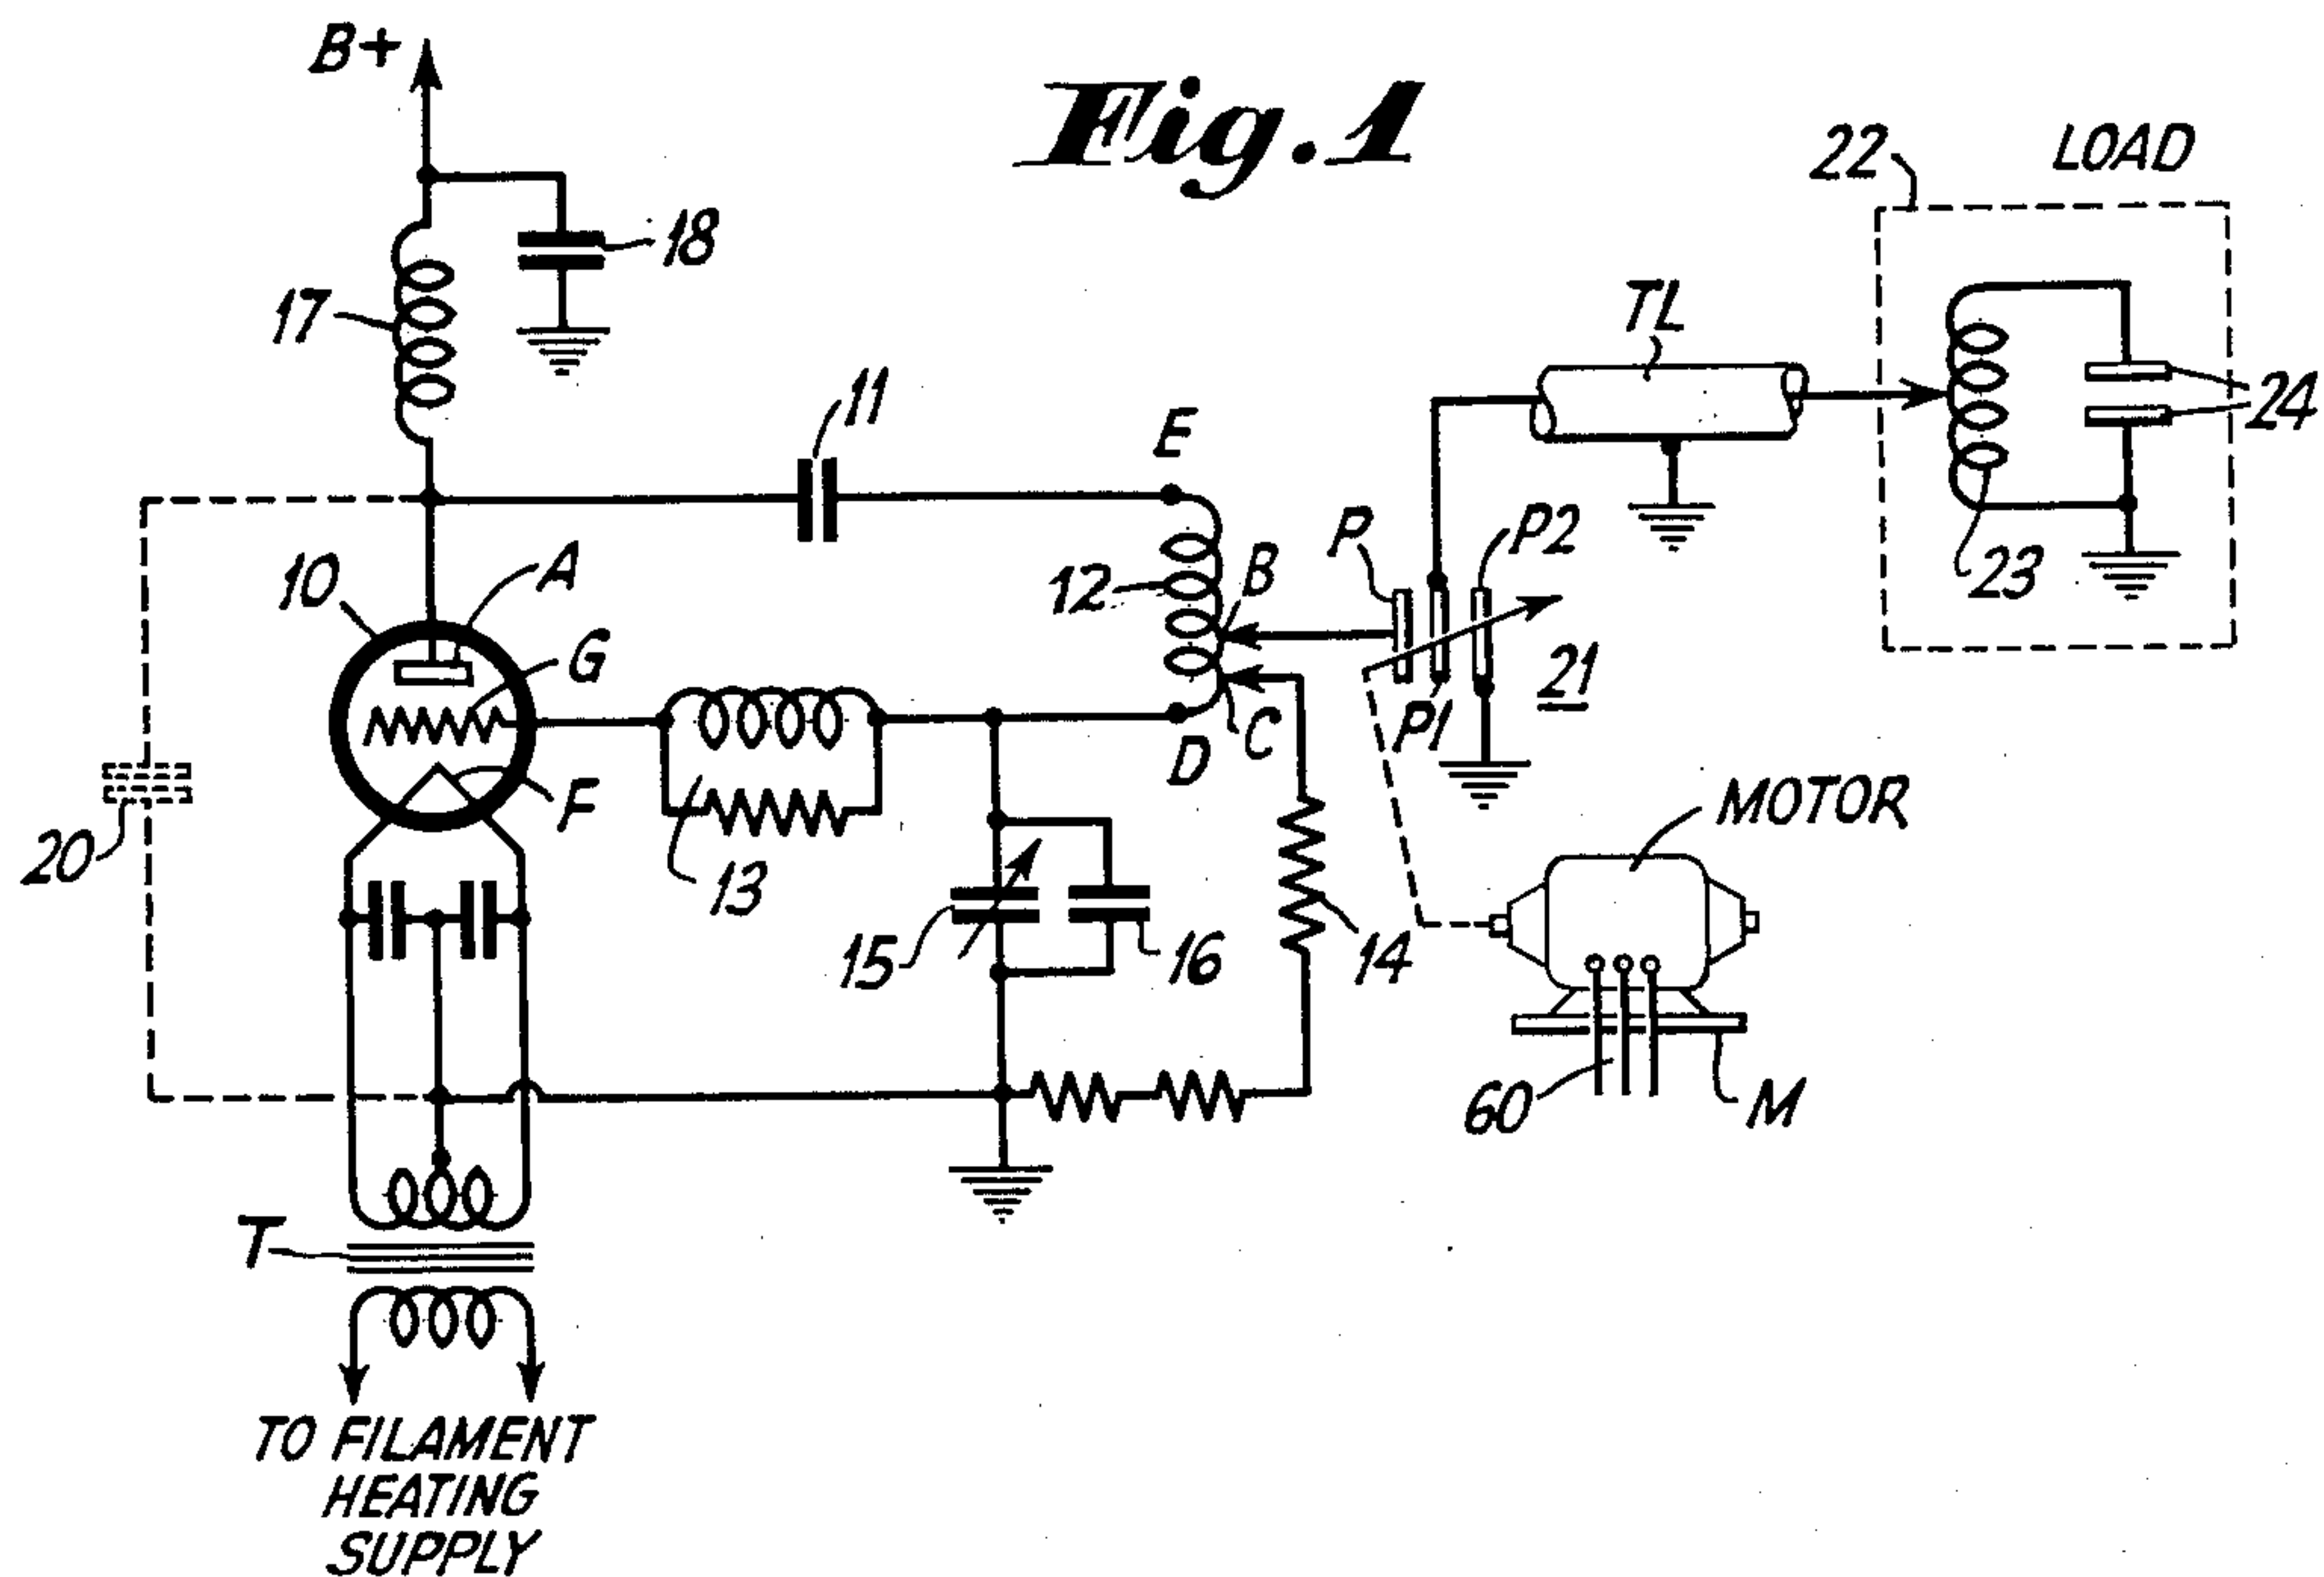 B+
Fig.1
22
LOAD
18
TL
17
11
E
24
P
P2
10
A
B
12
23
G
21
P1
C
D
F
MOTOR
20
13
15
16
14
60
M
T
TO FILAMENT
HEATING
SUPPLY